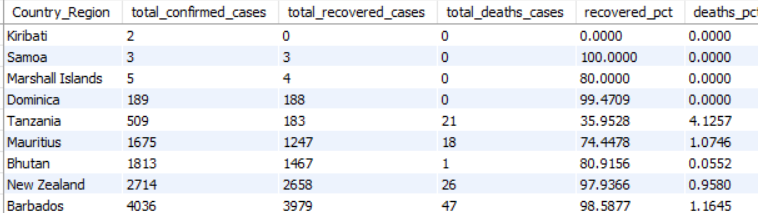 Country_Region total_confirmed_cases total_recovered_cases total_deaths_cases recovered_pct deaths_pct
Kiribati 2 0 0 0.0000 0.0000
Samoa 3 3 0 100.0000 0.0000
Marshall Islands 5 4 0 80.0000 0.0000
Dominica 189 188 0 99.4709 0.0000
Tanzania 509 183 21 35.9528 4.1257
Mauritius 1675 1247 18 74.4478 1.0746
Bhutan 1813 1467 1 80.9156 0.0552
New Zealand 2714 2658 26 97.9366 0.9580
Barbados 4036 3979 47 98.5877 1.1645